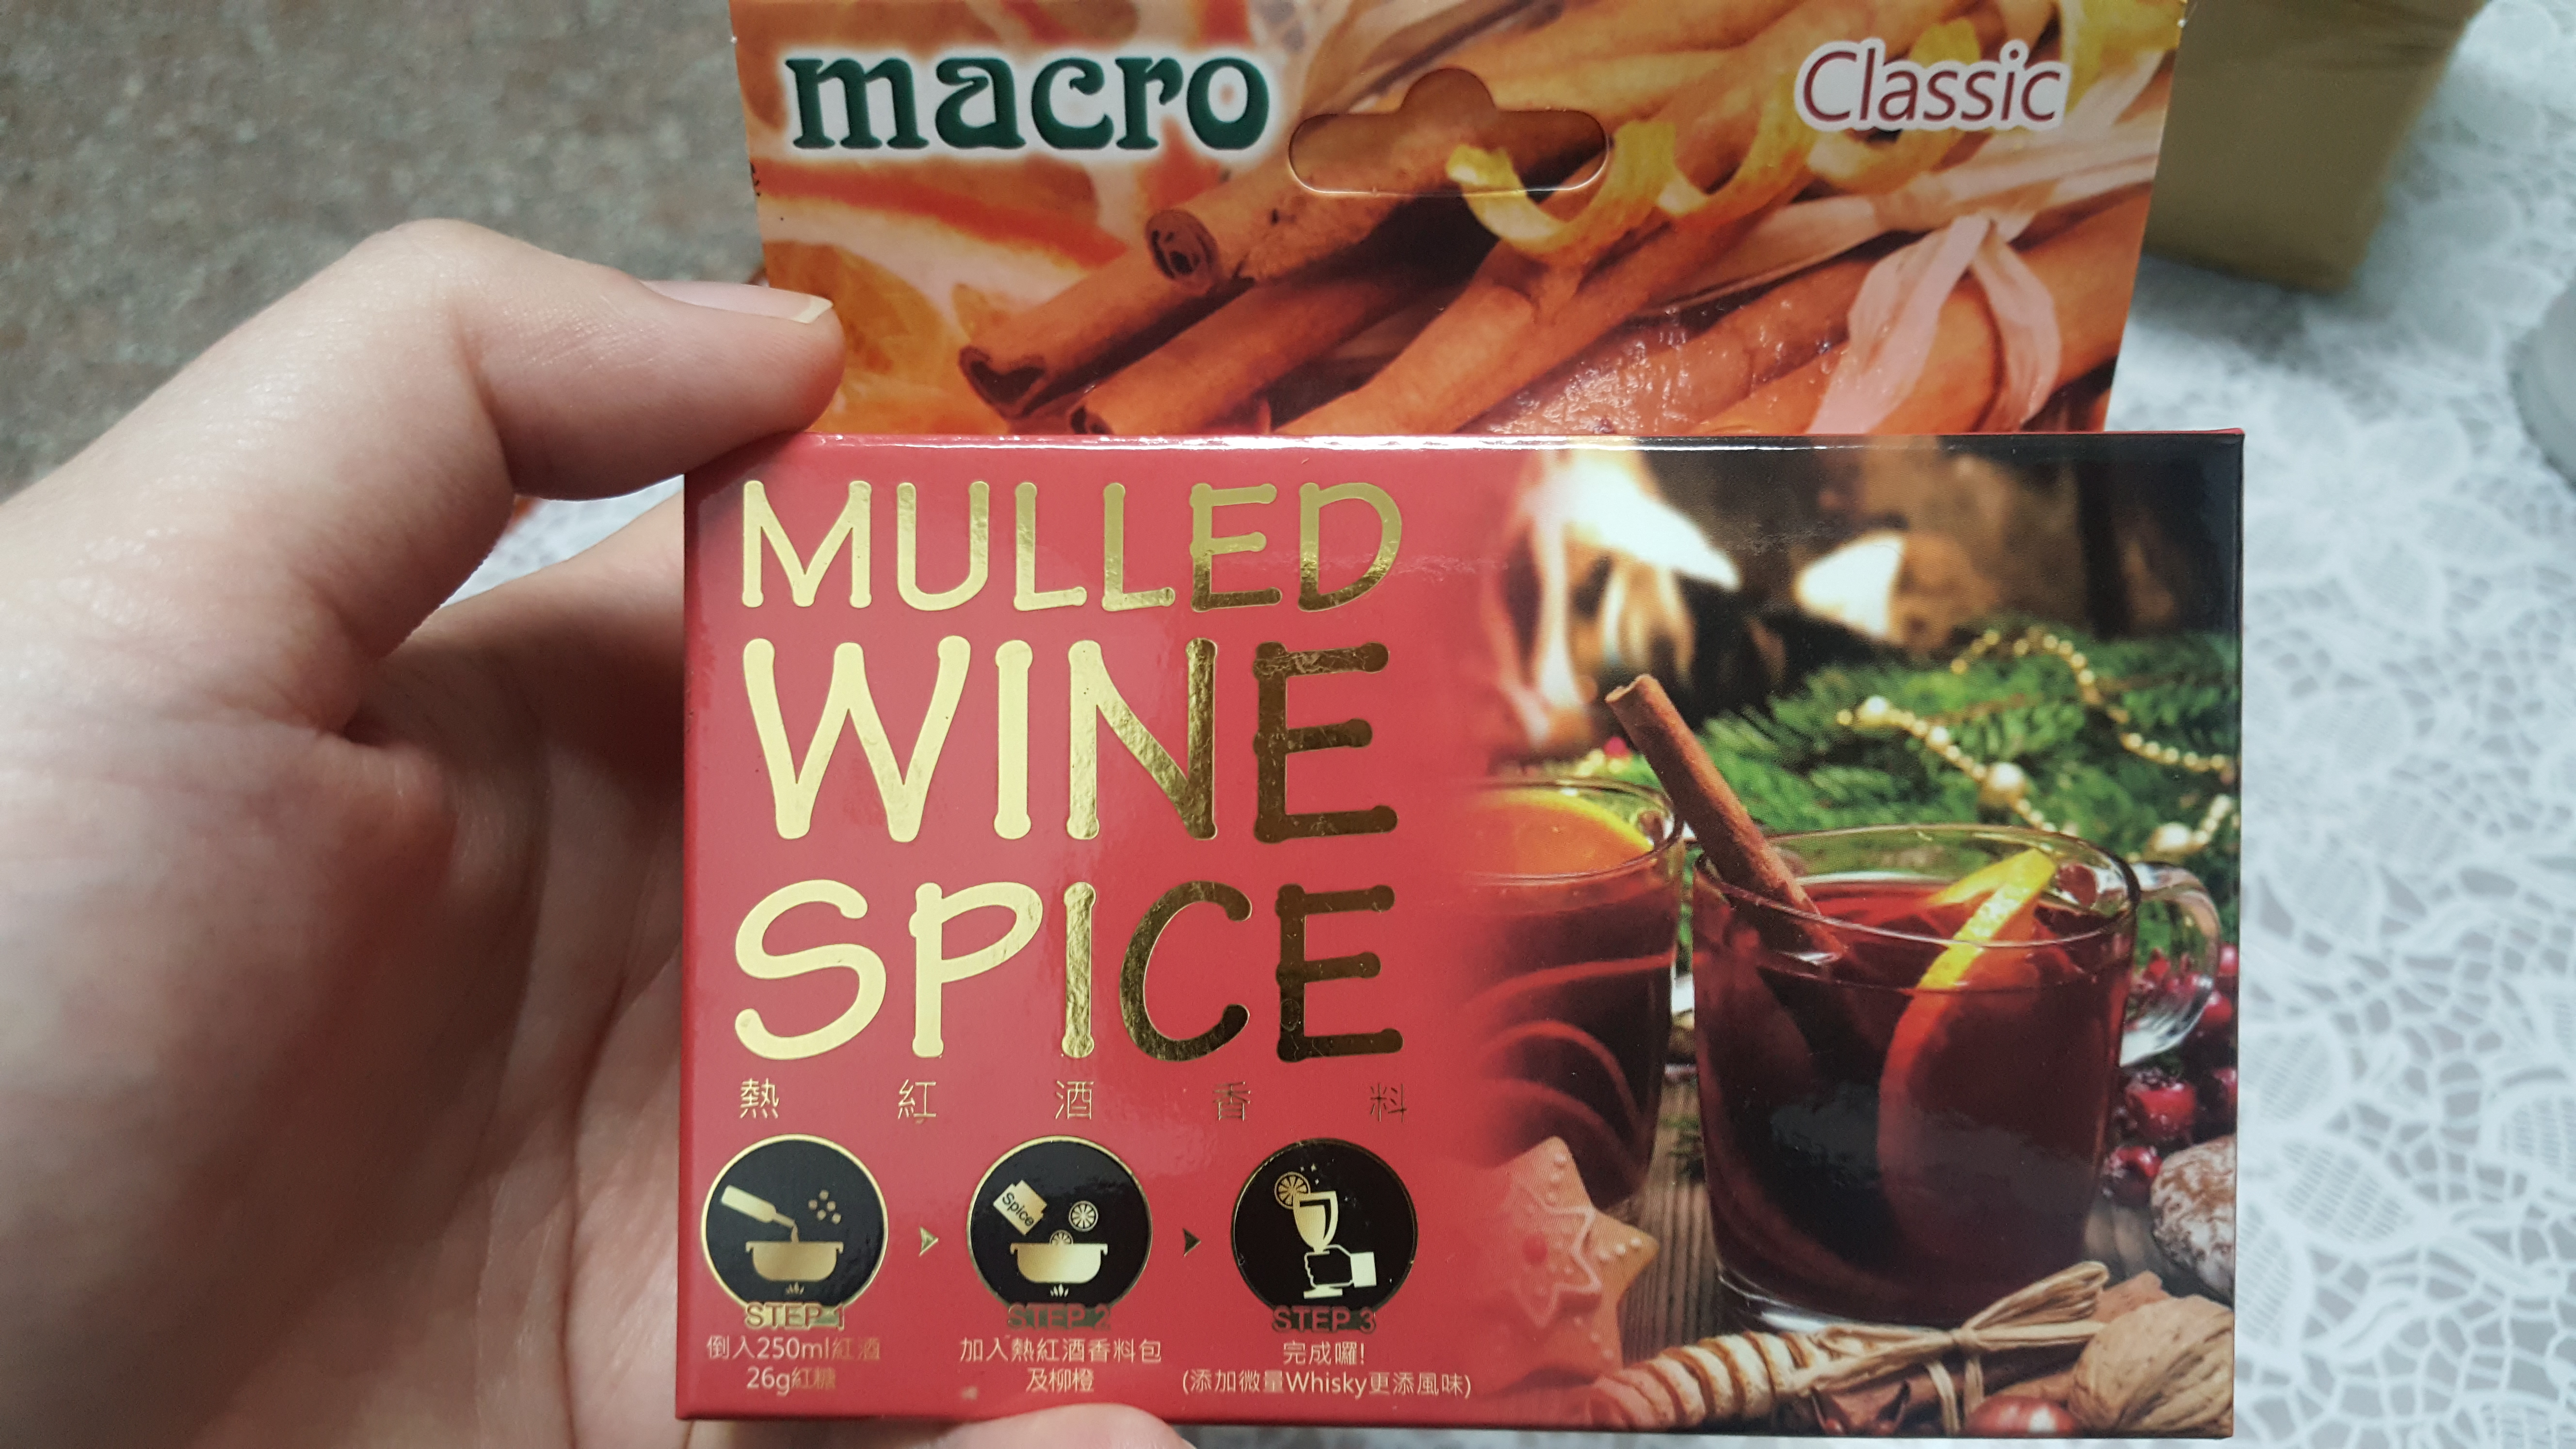 macro
Classic
MULLED
WINE
SPICE
熱紅酒香料
Spice
STEP 1
倒入250ml紅酒
26g紅糖
STEP 2
加入熱紅酒香料包
及柳橙
STEP 3
完成囉!
(添加微量Whisky更添風味)